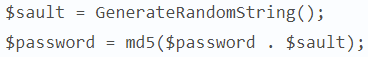 $sault = GenerateRandomString();
$password = md5($password . $sault);